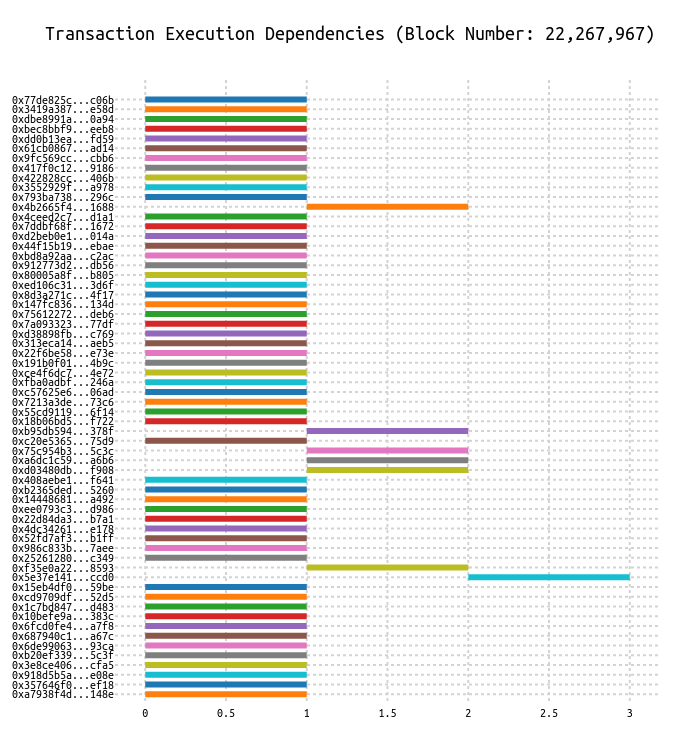 Transaction Execution Dependencies (Block Number: 22,267,967)
0x77de825c...c06b
0x3419a387...e58d
0xdbe8991a...0a94
0xbec8bbf9...eeb8
0xdd0b13ea...fd59
0x61cb0867...ad14
0x9fc569cc...cbb6
0x417f0c12...9186
0x422828cc...406b
0x3552929f...a978
0x793ba738...296c
0x4b2665f4...1688
0x4ceed2c7...d1a1
0x7ddbf68f...1672
0xd2beb0e1...014a
0x44f15b19...ebae
0xbd8a92aa...c2ac
0x912773d2...db56
0x80005a8f...b805
0xed106c31...3d6f
0x8d3a271c...4f17
0x147fc836...134d
0x75612272...deb6
0x7a093323...77df
0xd38898fb...c769
0x313eca14...aeb5
0x22f6be58...e73e
0x191b0f01...4b9c
0xce4f6dc7...4e72
0xfba0adbf...246a
0xc57625e6...06ad
0x7213a3de...73c6
0x55cd9119...6f14
0x18b06bd5...f722
0xb95db594...378f
0xc20e5365...75d9
0x75c954b3...5c3c
0xa6dc1c59...a6b6
0xd03480db...f908
0x408aebe1...f641
0xb2365ded...5260
0x14448681...a492
0xee0793c3...d986
0x22d84da3...b7a1
0x4dc34261...e178
0x52fd7af3...b1ff
0x986c833b...7aee
0x25261280...c349
0xf35e0a22...8593
0x5e37e141...ccd0
0x15eb4df0...59be
0xcd9709df...52d5
0x1c7bd847...d483
0x10befe9a...383c
0x6fcd0fe4...a7f8
0x687940c1...a67c
0x6de99063...93ca
0xb20ef339...5c3f
0x3e8ce406...cfa5
0x918d5b5a...e08e
0x357646f0...ef18
0xa7938f4d...148e
0 0.5 1 1.5 2 2.5 3